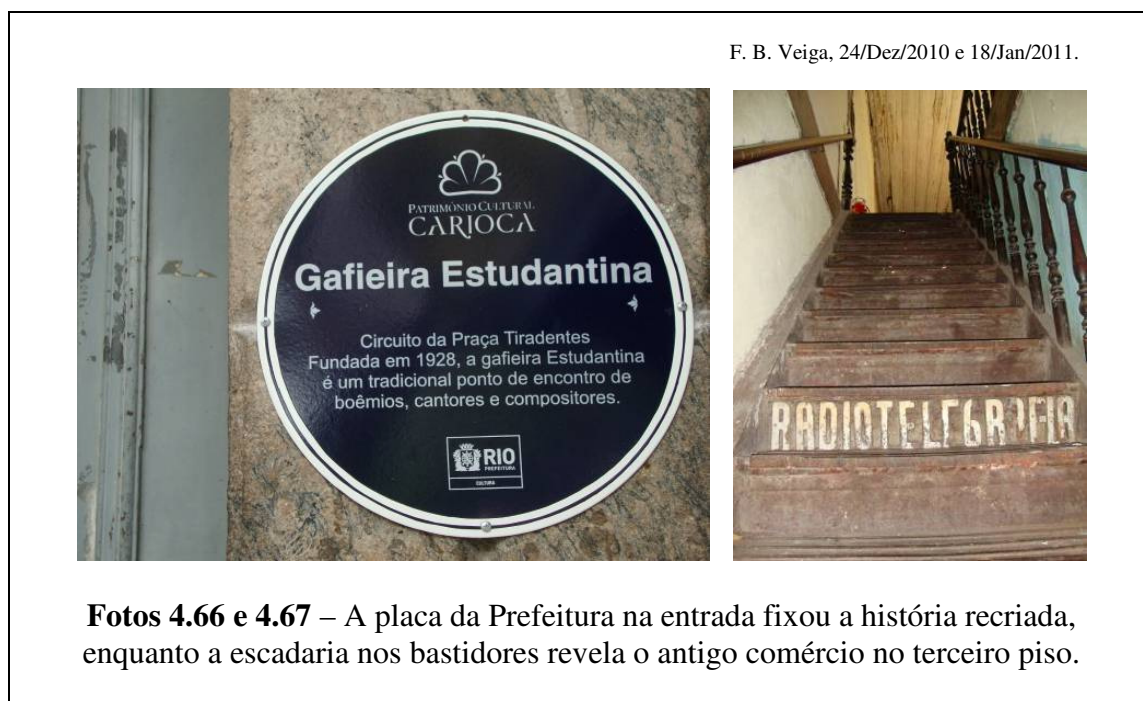 F. B. Veiga, 24/Dez/2010 e 18/Jan/2011.
PATRIMÔNIO CULTURAL
CARIOCA
Gafieira Estudantina
Circuito da Praça Tiradentes
Fundada em 1928, a gafieira Estudantina
é um tradicional ponto de encontro de
boêmios, cantores e compositores.
RIO
PREFEITURA
CULTURA
RADIOTELEGRAFIA
Fotos 4.66 e 4.67 – A placa da Prefeitura na entrada fixou a história recriada,
enquanto a escadaria nos bastidores revela o antigo comércio no terceiro piso.